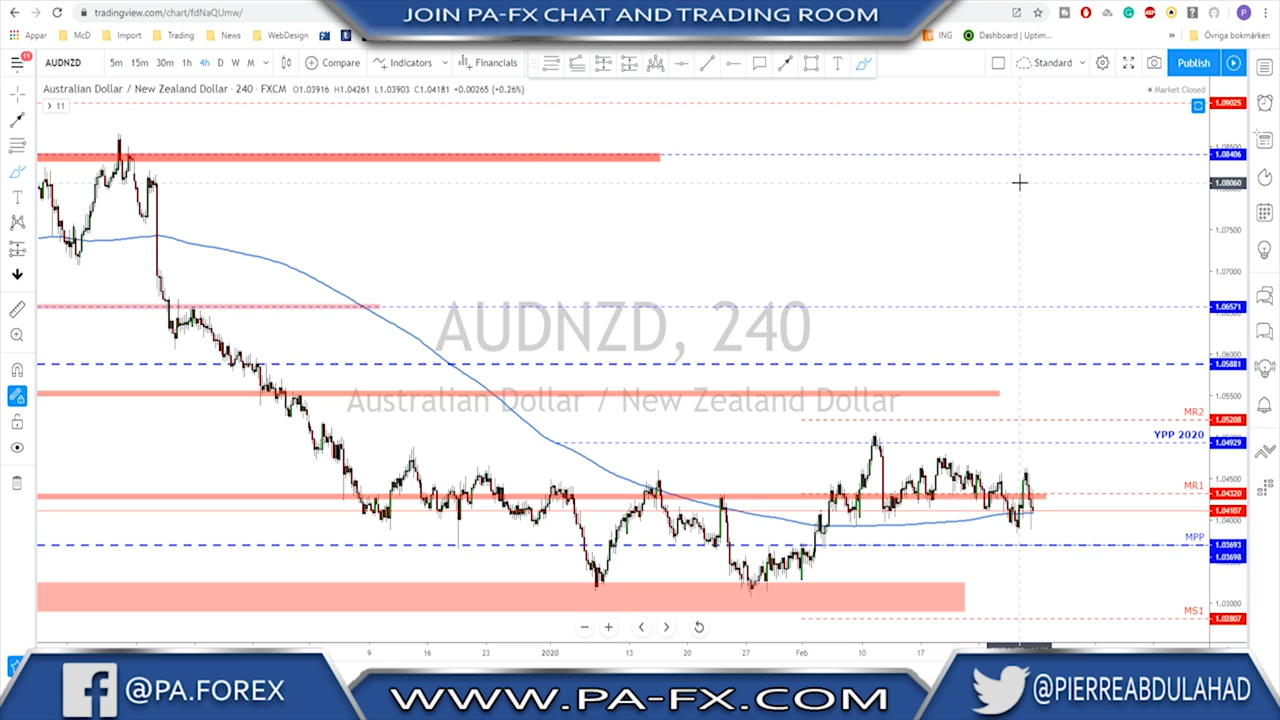 JOIN PA-FX CHAT AND TRADING ROOM
tradingview.com/chart/fdNaQUmw/
P
Appar McD Import Trading News WebDesign ING Dashboard | Uptim... Övriga bokmärken
11 AUDNZD 5m 15m 30m 1h 4h D W M Compare Indicators Financials Standard Publish
Australian Dollar / New Zealand Dollar · 240 · FXCM O1.03916 H1.04261 L1.03903 C1.04181 +0.00265 (+0.26%)
Market Closed
11
1.09025
1.08500
1.08406
1.08060
1.07500
1.07000
1.06571
AUDNZD, 240
1.06000
1.05881
1.05500
Australian Dollar / New Zealand Dollar
MR2
1.05208
YPP 2020
1.04929
1.04500
MR1
1.04320
1.04107
1.04000
MPP
1.03693
1.03698
1.03000
MS1
1.02807
9 16 23 2020 13 20 27 Feb 10 17
@PA.FOREX
WWW.PA-FX.COM
@PIERREABDULAHAD